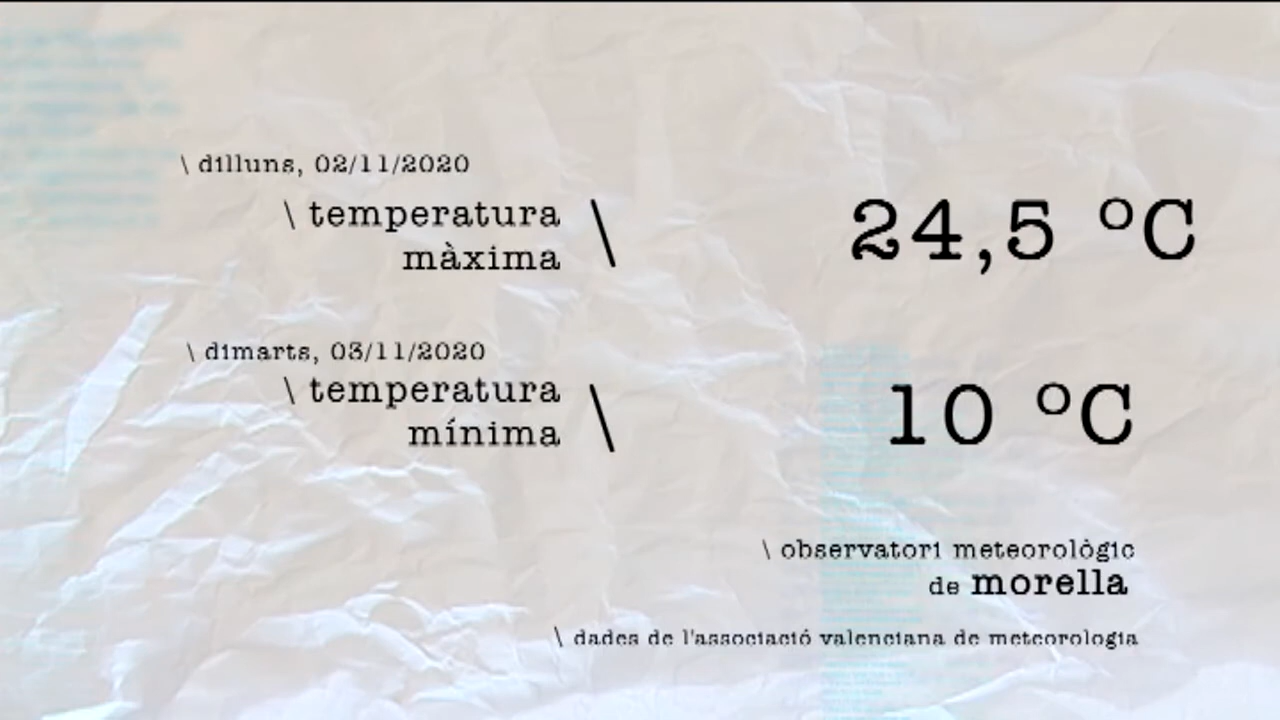 \ dilluns, 02/11/2020
\ temperatura \ 24,5 ºC
màxima
\ dimarts, 03/11/2020
\ temperatura \ 10 ºC
mínima
\ observatori meteorològic
de morella
\ dades de l'associació valenciana de meteorologia